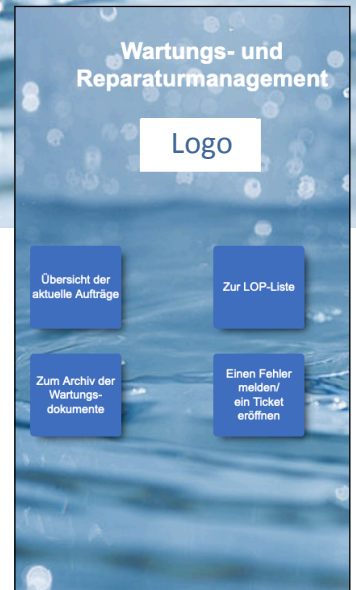 Wartungs- und
Reparaturmanagement
Logo
Übersicht der
aktuelle Aufträge
Zur LOP-Liste
Zum Archiv der
Wartungs-
dokumente
Einen Fehler
melden/
ein Ticket
eröffnen